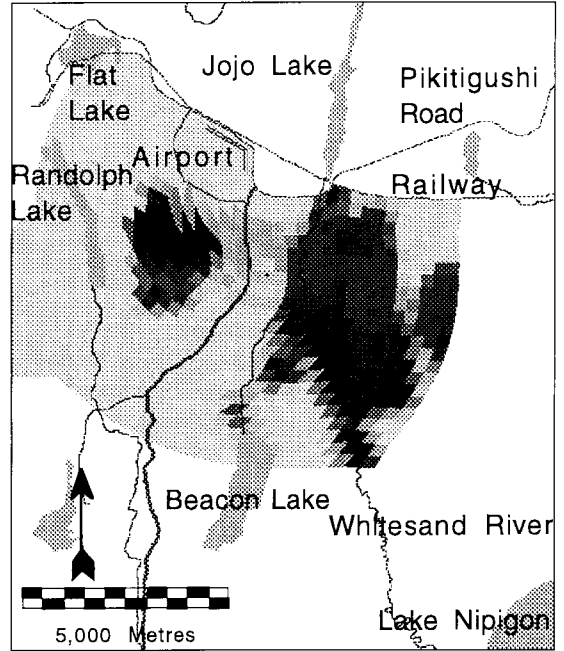 Jojo Lake
Flat
Lake
Pikitigushi
Road
Airport
Randolph
Lake
Railway
Beacon Lake
Whitesand River
Lake Nipigon
5,000 Metres